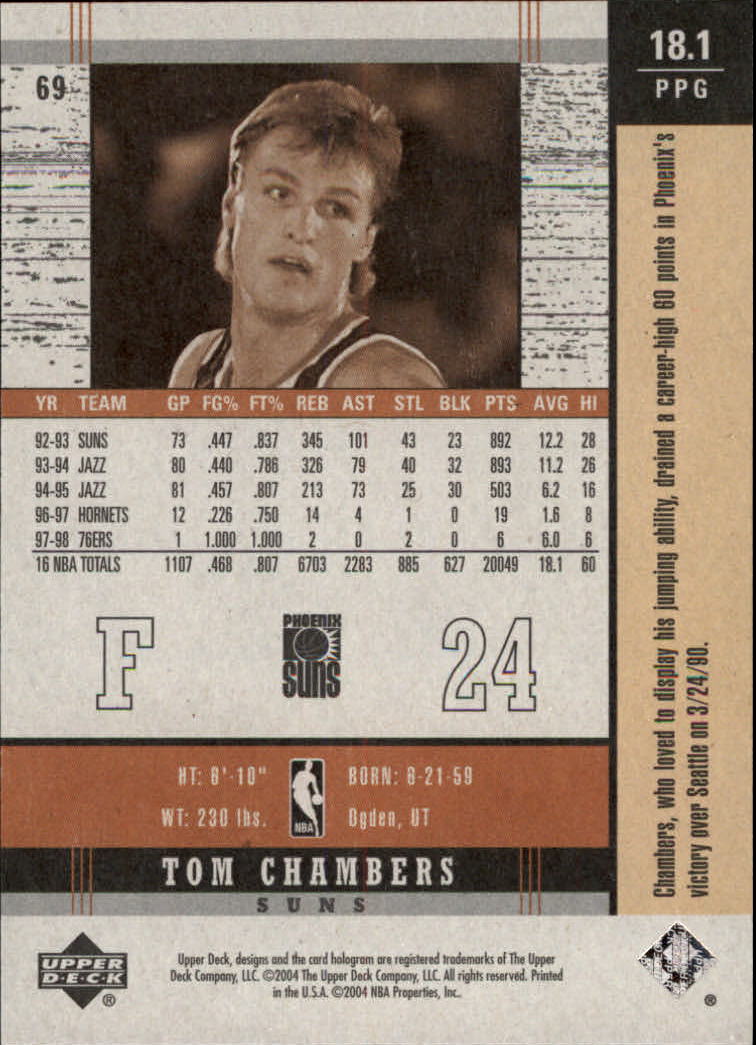 18.1
PPG
69
Chambers, who loved to display his jumping ability, drained a career-high 60 points in Phoenix's
victory over Seattle on 3/24/90.
YR TEAM GP FG% FT% REB AST STL BLK PTS AVG HI
92-93 SUNS 73 .447 .837 345 101 43 23 892 12.2 28
93-94 JAZZ 80 .440 .786 326 79 40 32 893 11.2 26
94-95 JAZZ 81 .457 .807 213 73 25 30 503 6.2 16
96-97 HORNETS 12 .226 .750 14 4 1 0 19 1.6 8
97-98 76ERS 1 1.000 1.000 2 0 2 0 6 6.0 6
16 NBA TOTALS 1107 .468 .807 6703 2283 885 627 20049 18.1 60
F
PHOENIX
SUNS
24
HT: 6'-10" BORN: 6-21-59
WT: 230 lbs. Ogden, UT
NBA
TOM CHAMBERS
SUNS
UPPER
DECK
®
Upper Deck, designs and the card hologram are registered trademarks of The Upper
Deck Company, LLC. ©2004 The Upper Deck Company, LLC. All rights reserved. Printed
in the U.S.A. ©2004 NBA Properties, Inc.
®